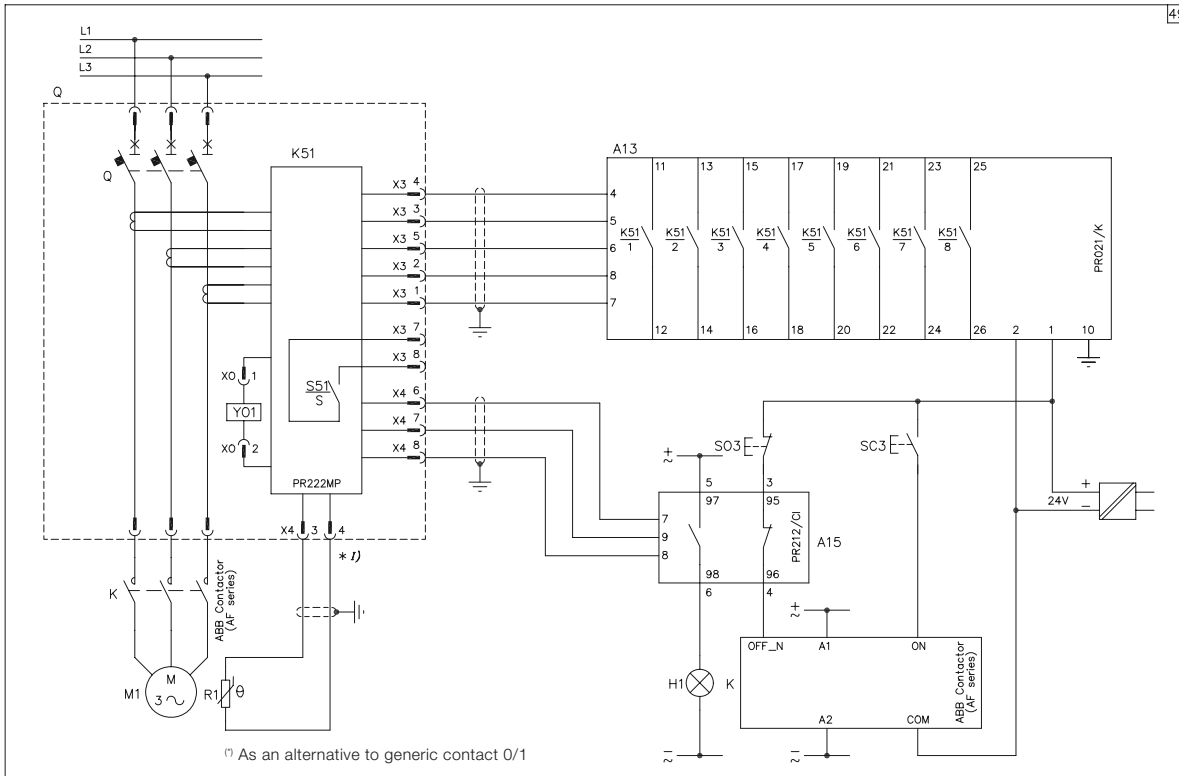 49
L1
L2
L3
Q
Q
K51
X3 4
X3 3
X3 5
X3 2
X3 1
X3 7
X3 8
X4 6
X4 7
X4 8
S51
S
X0 1
Y01
X0 2
PR222MP
X4 3 4
* I)
K
ABB Contactor
(AF series)
M1
M
3 ~
R1 θ
A13
11 13 15 17 19 21 23 25
4
5
6
8
7
K51
1
K51
2
K51
3
K51
4
K51
5
K51
6
K51
7
K51
8
PR021/K
12 14 16 18 20 22 24 26 2 1 10
SO3
SC3
+
~
5 3
97 95
7
9
8
PR212/CI
A15
98 96
6 4
24V
+
−
+
~
OFF_N A1 ON
H1
K
ABB Contactor
(AF series)
A2 COM
−
~
−
~
(*) As an alternative to generic contact 0/1